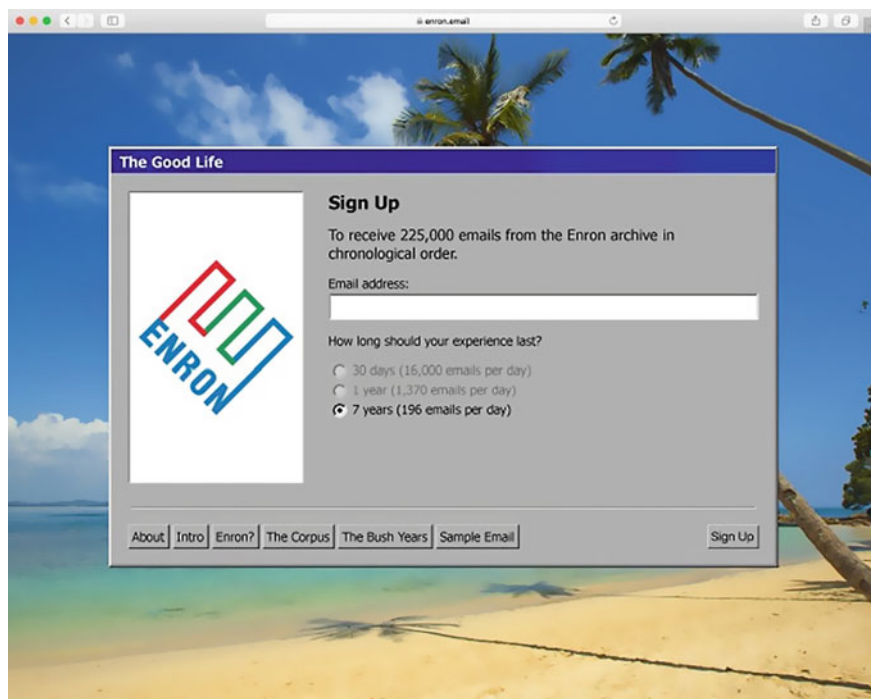 enron.email
The Good Life
ENRON
Sign Up
To receive 225,000 emails from the Enron archive in
chronological order.
Email address:
How long should your experience last?
30 days (16,000 emails per day)
1 year (1,370 emails per day)
7 years (196 emails per day)
About Intro Enron? The Corpus The Bush Years Sample Email Sign Up